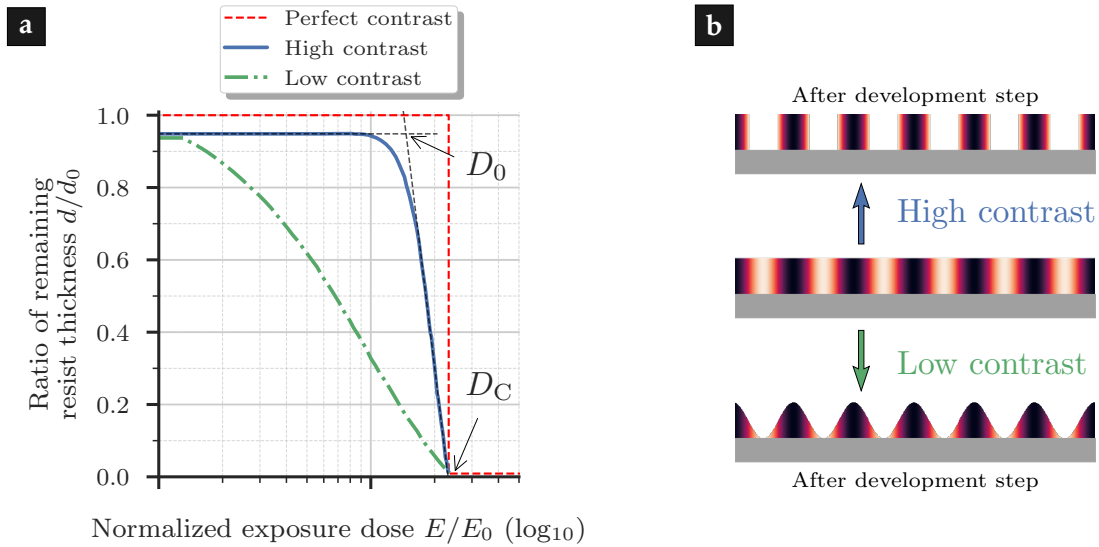 a
Perfect contrast
High contrast
Low contrast
1.0
0.8
0.6
0.4
0.2
0.0
Ratio of remaining
resist thickness d/d₀
D₀
D_C
Normalized exposure dose E/E₀ (log₁₀)
b
After development step
High contrast
Low contrast
After development step